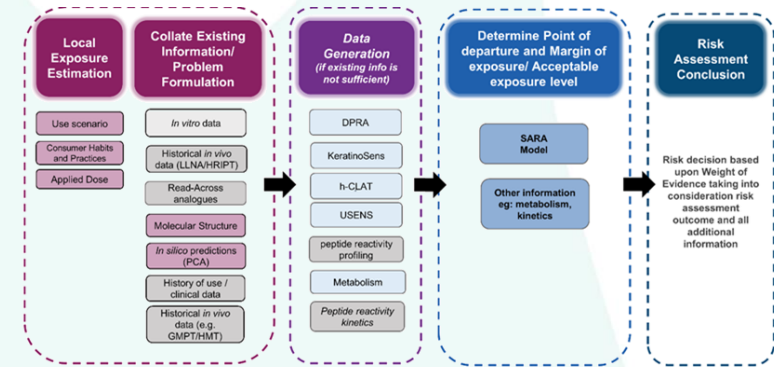 Local
Exposure
Estimation
Use scenario
Consumer Habits
and Practices
Applied Dose
Collate Existing
Information/
Problem
Formulation
In vitro data
Historical in vivo
data (LLNA/HRIPT)
Read-Across
analogues
Molecular Structure
In silico predictions
(PCA)
History of use /
clinical data
Historical in vivo
data (e.g.
GMPT/HMT)
Data
Generation
(if existing info is
not sufficient)
DPRA
KeratinoSens
h-CLAT
USENS
peptide reactivity
profiling
Metabolism
Peptide reactivity
kinetics
Determine Point of
departure and Margin of
exposure/ Acceptable
exposure level
SARA
Model
Other information
eg: metabolism,
kinetics
Risk
Assessment
Conclusion
Risk decision based
upon Weight of
Evidence taking into
consideration risk
assessment
outcome and all
additional
information